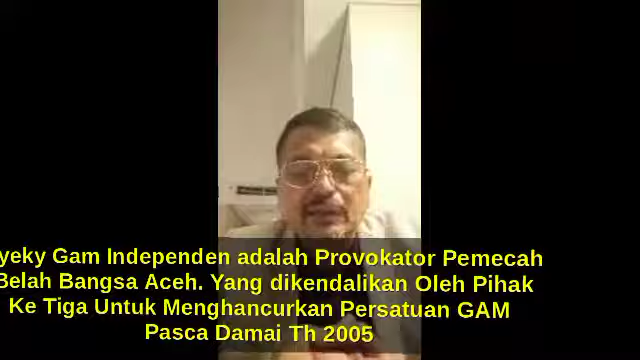 yeky Gam Independen adalah Provokator Pemecah
Belah Bangsa Aceh. Yang dikendalikan Oleh Pihak
Ke Tiga Untuk Menghancurkan Persatuan GAM
Pasca Damai Th 2005